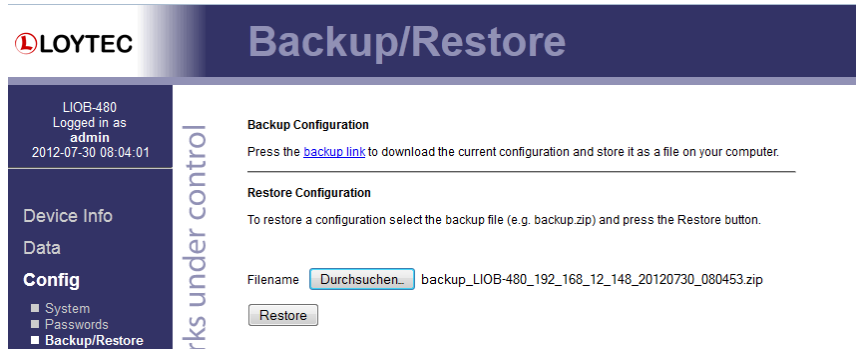 LOYTEC
Backup/Restore
LIOB-480
Logged in as
admin
2012-07-30 08:04:01
Device Info
Data
Config
System
Passwords
Backup/Restore
under control
Backup Configuration
Press the backup link to download the current configuration and store it as a file on your computer.
Restore Configuration
To restore a configuration select the backup file (e.g. backup.zip) and press the Restore button.
Filename Durchsuchen... backup_LIOB-480_192_168_12_148_20120730_080453.zip
Restore